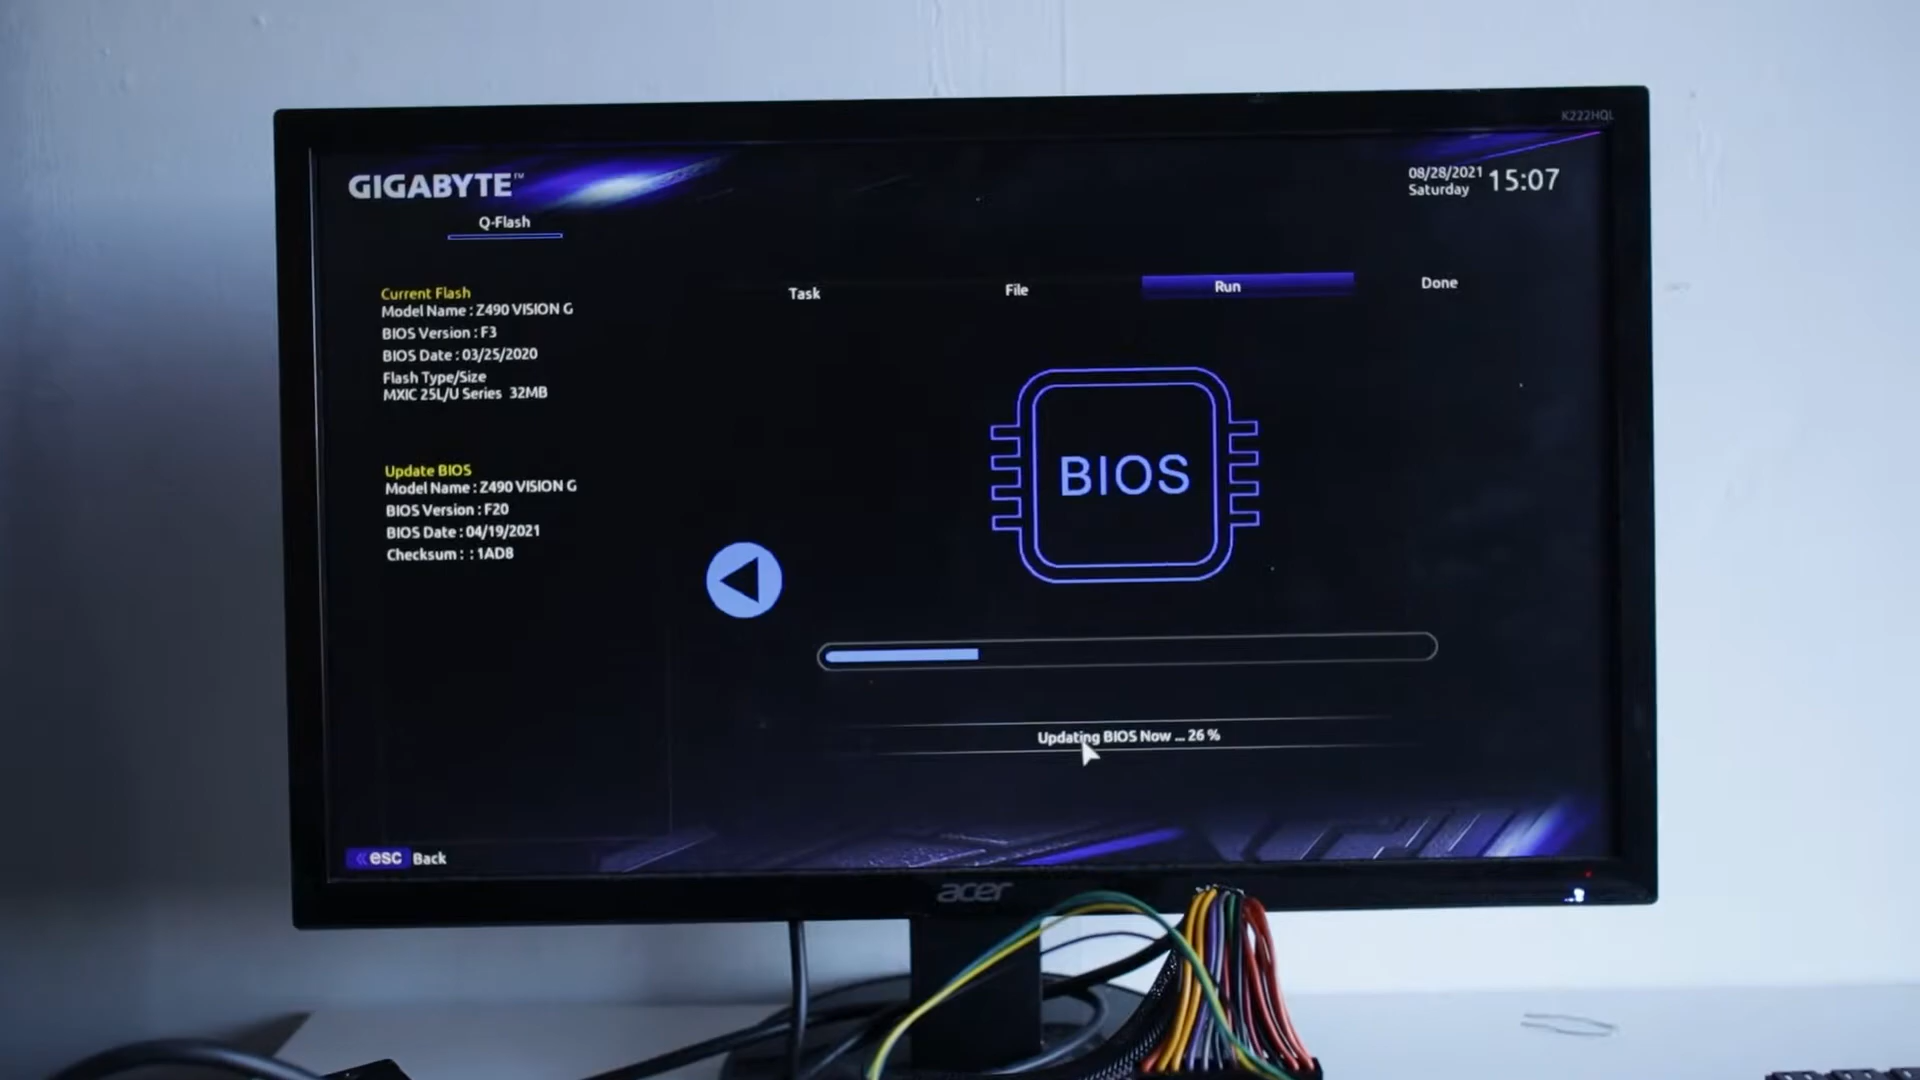 K222HQL
GIGABYTE™
08/28/2021
Saturday
15:07
Q-Flash
Task
File
Run
Done
Current Flash
Model Name : Z490 VISION G
BIOS Version : F3
BIOS Date : 03/25/2020
Flash Type/Size
MXIC 25L/U Series 32MB
BIOS
Update BIOS
Model Name : Z490 VISION G
BIOS Version : F20
BIOS Date : 04/19/2021
Checksum : : 1AD8
Updating BIOS Now ... 26 %
esc Back
acer